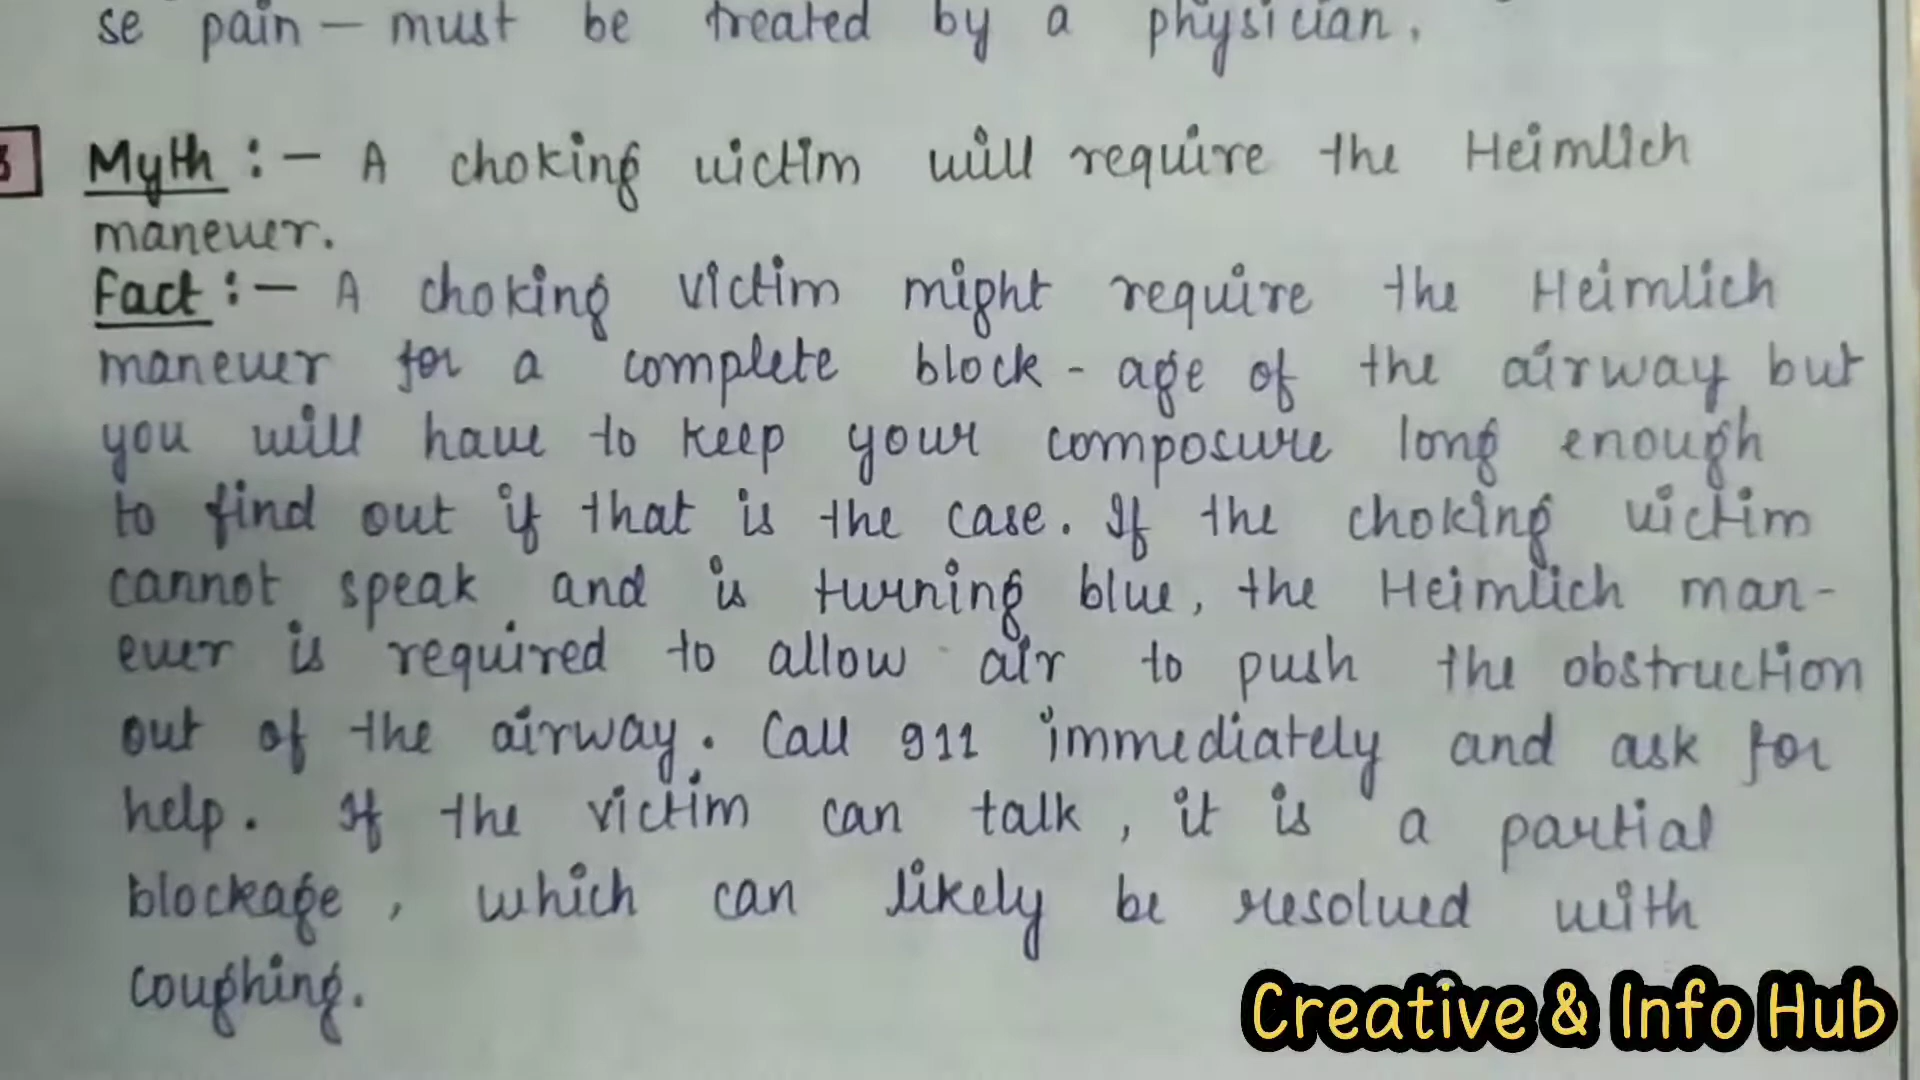 se pain – must be treated by a physician.
Myth :– A choking victim will require the Heimlich
maneuver.
Fact :– A choking victim might require the Heimlich
maneuver for a complete block - age of the airway but
you will have to keep your composure long enough
to find out if that is the case. If the choking victim
cannot speak and is turning blue, the Heimlich man-
euver is required to allow air to push the obstruction
out of the airway. Call 911 immediately and ask for
help. If the victim can talk, it is a partial
blockage, which can likely be resolved with
coughing.
Creative & Info Hub